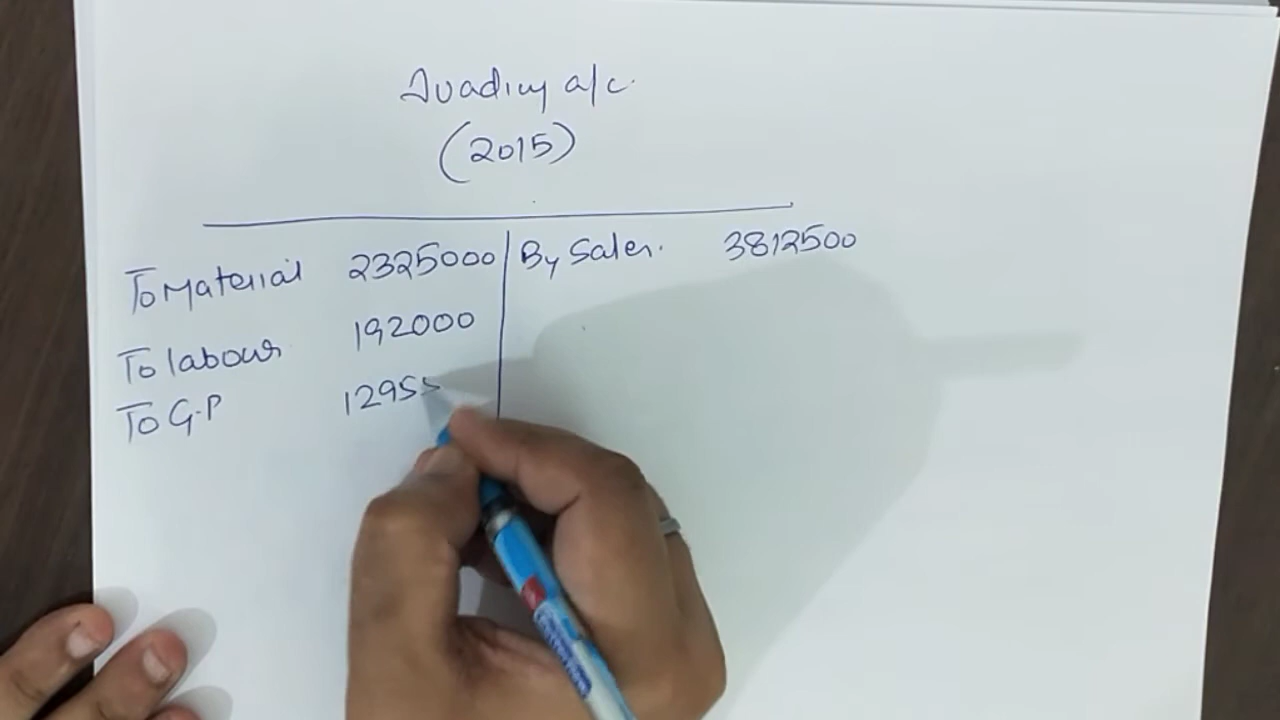 Trading a/c.
(2015)
To Material 2325000 By Sales. 3812500
To labour 192000
To G.P 12955